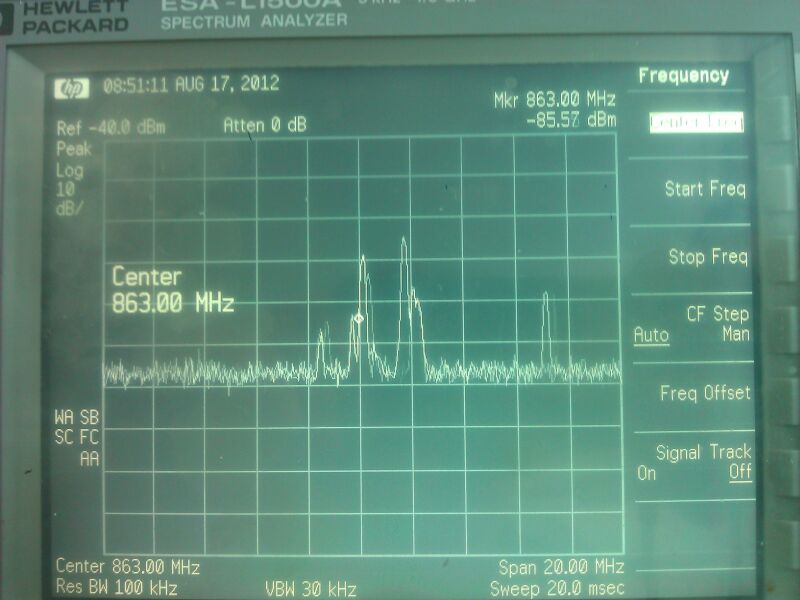 HEWLETT
PACKARD
ESA-L1500A
SPECTRUM ANALYZER
hp 08:51:11 AUG 17, 2012
Mkr 863.00 MHz
-85.57 dBm
Ref -40.0 dBm
Atten 0 dB
Peak
Log
10
dB/
Center
863.00 MHz
WA SB
SC FC
AA
Center 863.00 MHz
Span 20.00 MHz
Res BW 100 kHz
VBW 30 kHz
Sweep 20.0 msec
Frequency
Center Freq
Start Freq
Stop Freq
CF Step
Auto Man
Freq Offset
Signal Track
On Off